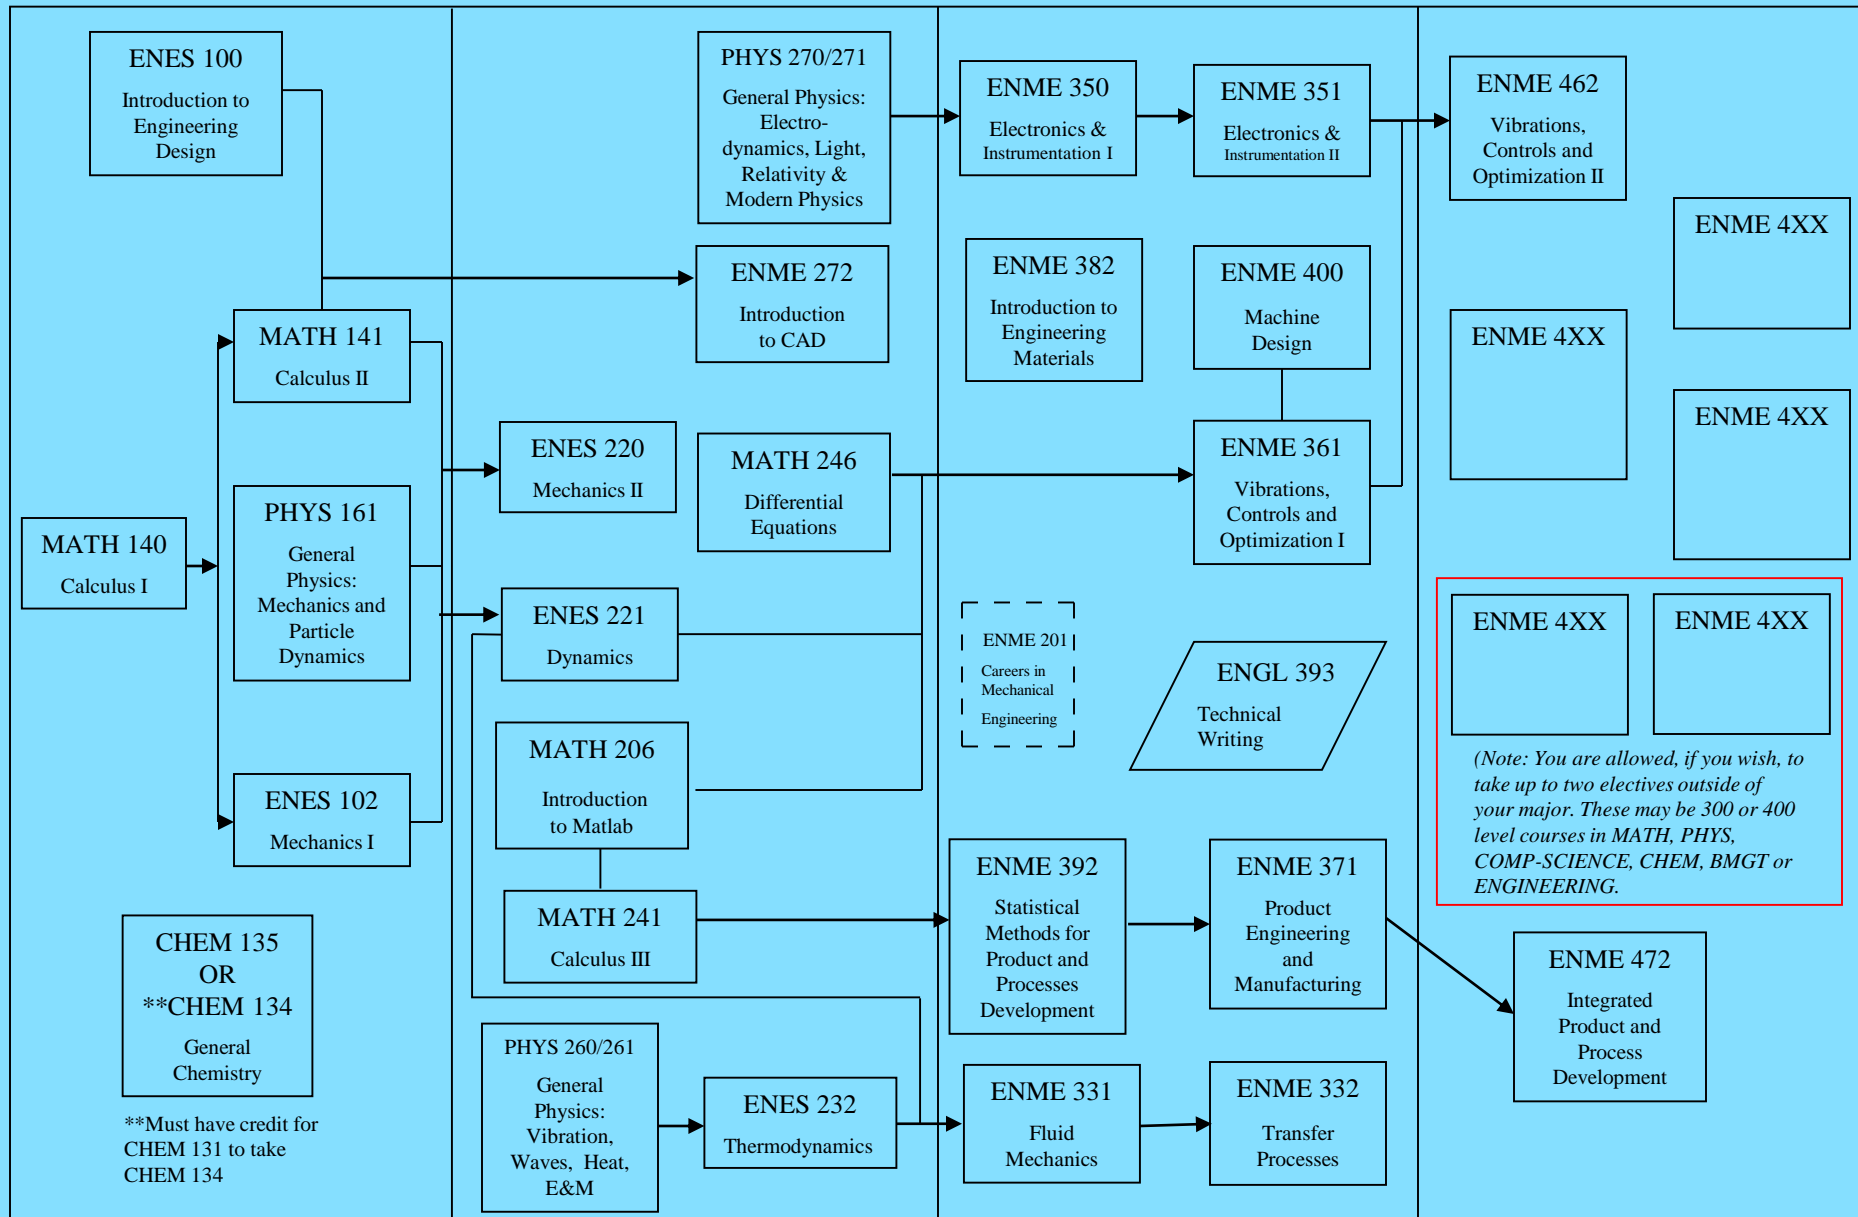 ENES 100
Introduction to
Engineering
Design
MATH 141
Calculus II
PHYS 161
General
Physics:
Mechanics and
Particle
Dynamics
MATH 140
Calculus I
ENES 102
Mechanics I
CHEM 135
OR
**CHEM 134
General
Chemistry
**Must have credit for
CHEM 131 to take
CHEM 134
PHYS 270/271
General Physics:
Electro-
dynamics, Light,
Relativity &
Modern Physics
ENME 272
Introduction
to CAD
ENES 220
Mechanics II
MATH 246
Differential
Equations
ENES 221
Dynamics
MATH 206
Introduction
to Matlab
MATH 241
Calculus III
PHYS 260/261
General
Physics:
Vibration,
Waves, Heat,
E&M
ENES 232
Thermodynamics
ENME 350
Electronics &
Instrumentation I
ENME 351
Electronics &
Instrumentation II
ENME 382
Introduction to
Engineering
Materials
ENME 400
Machine
Design
ENME 361
Vibrations,
Controls and
Optimization I
ENME 201
Careers in
Mechanical
Engineering
ENGL 393
Technical
Writing
ENME 392
Statistical
Methods for
Product and
Processes
Development
ENME 371
Product
Engineering
and
Manufacturing
ENME 331
Fluid
Mechanics
ENME 332
Transfer
Processes
ENME 462
Vibrations,
Controls and
Optimization II
ENME 4XX
ENME 4XX
ENME 4XX
ENME 4XX
ENME 4XX
(Note: You are allowed, if you wish, to
take up to two electives outside of
your major. These may be 300 or 400
level courses in MATH, PHYS,
COMP-SCIENCE, CHEM, BMGT or
ENGINEERING.
ENME 472
Integrated
Product and
Process
Development